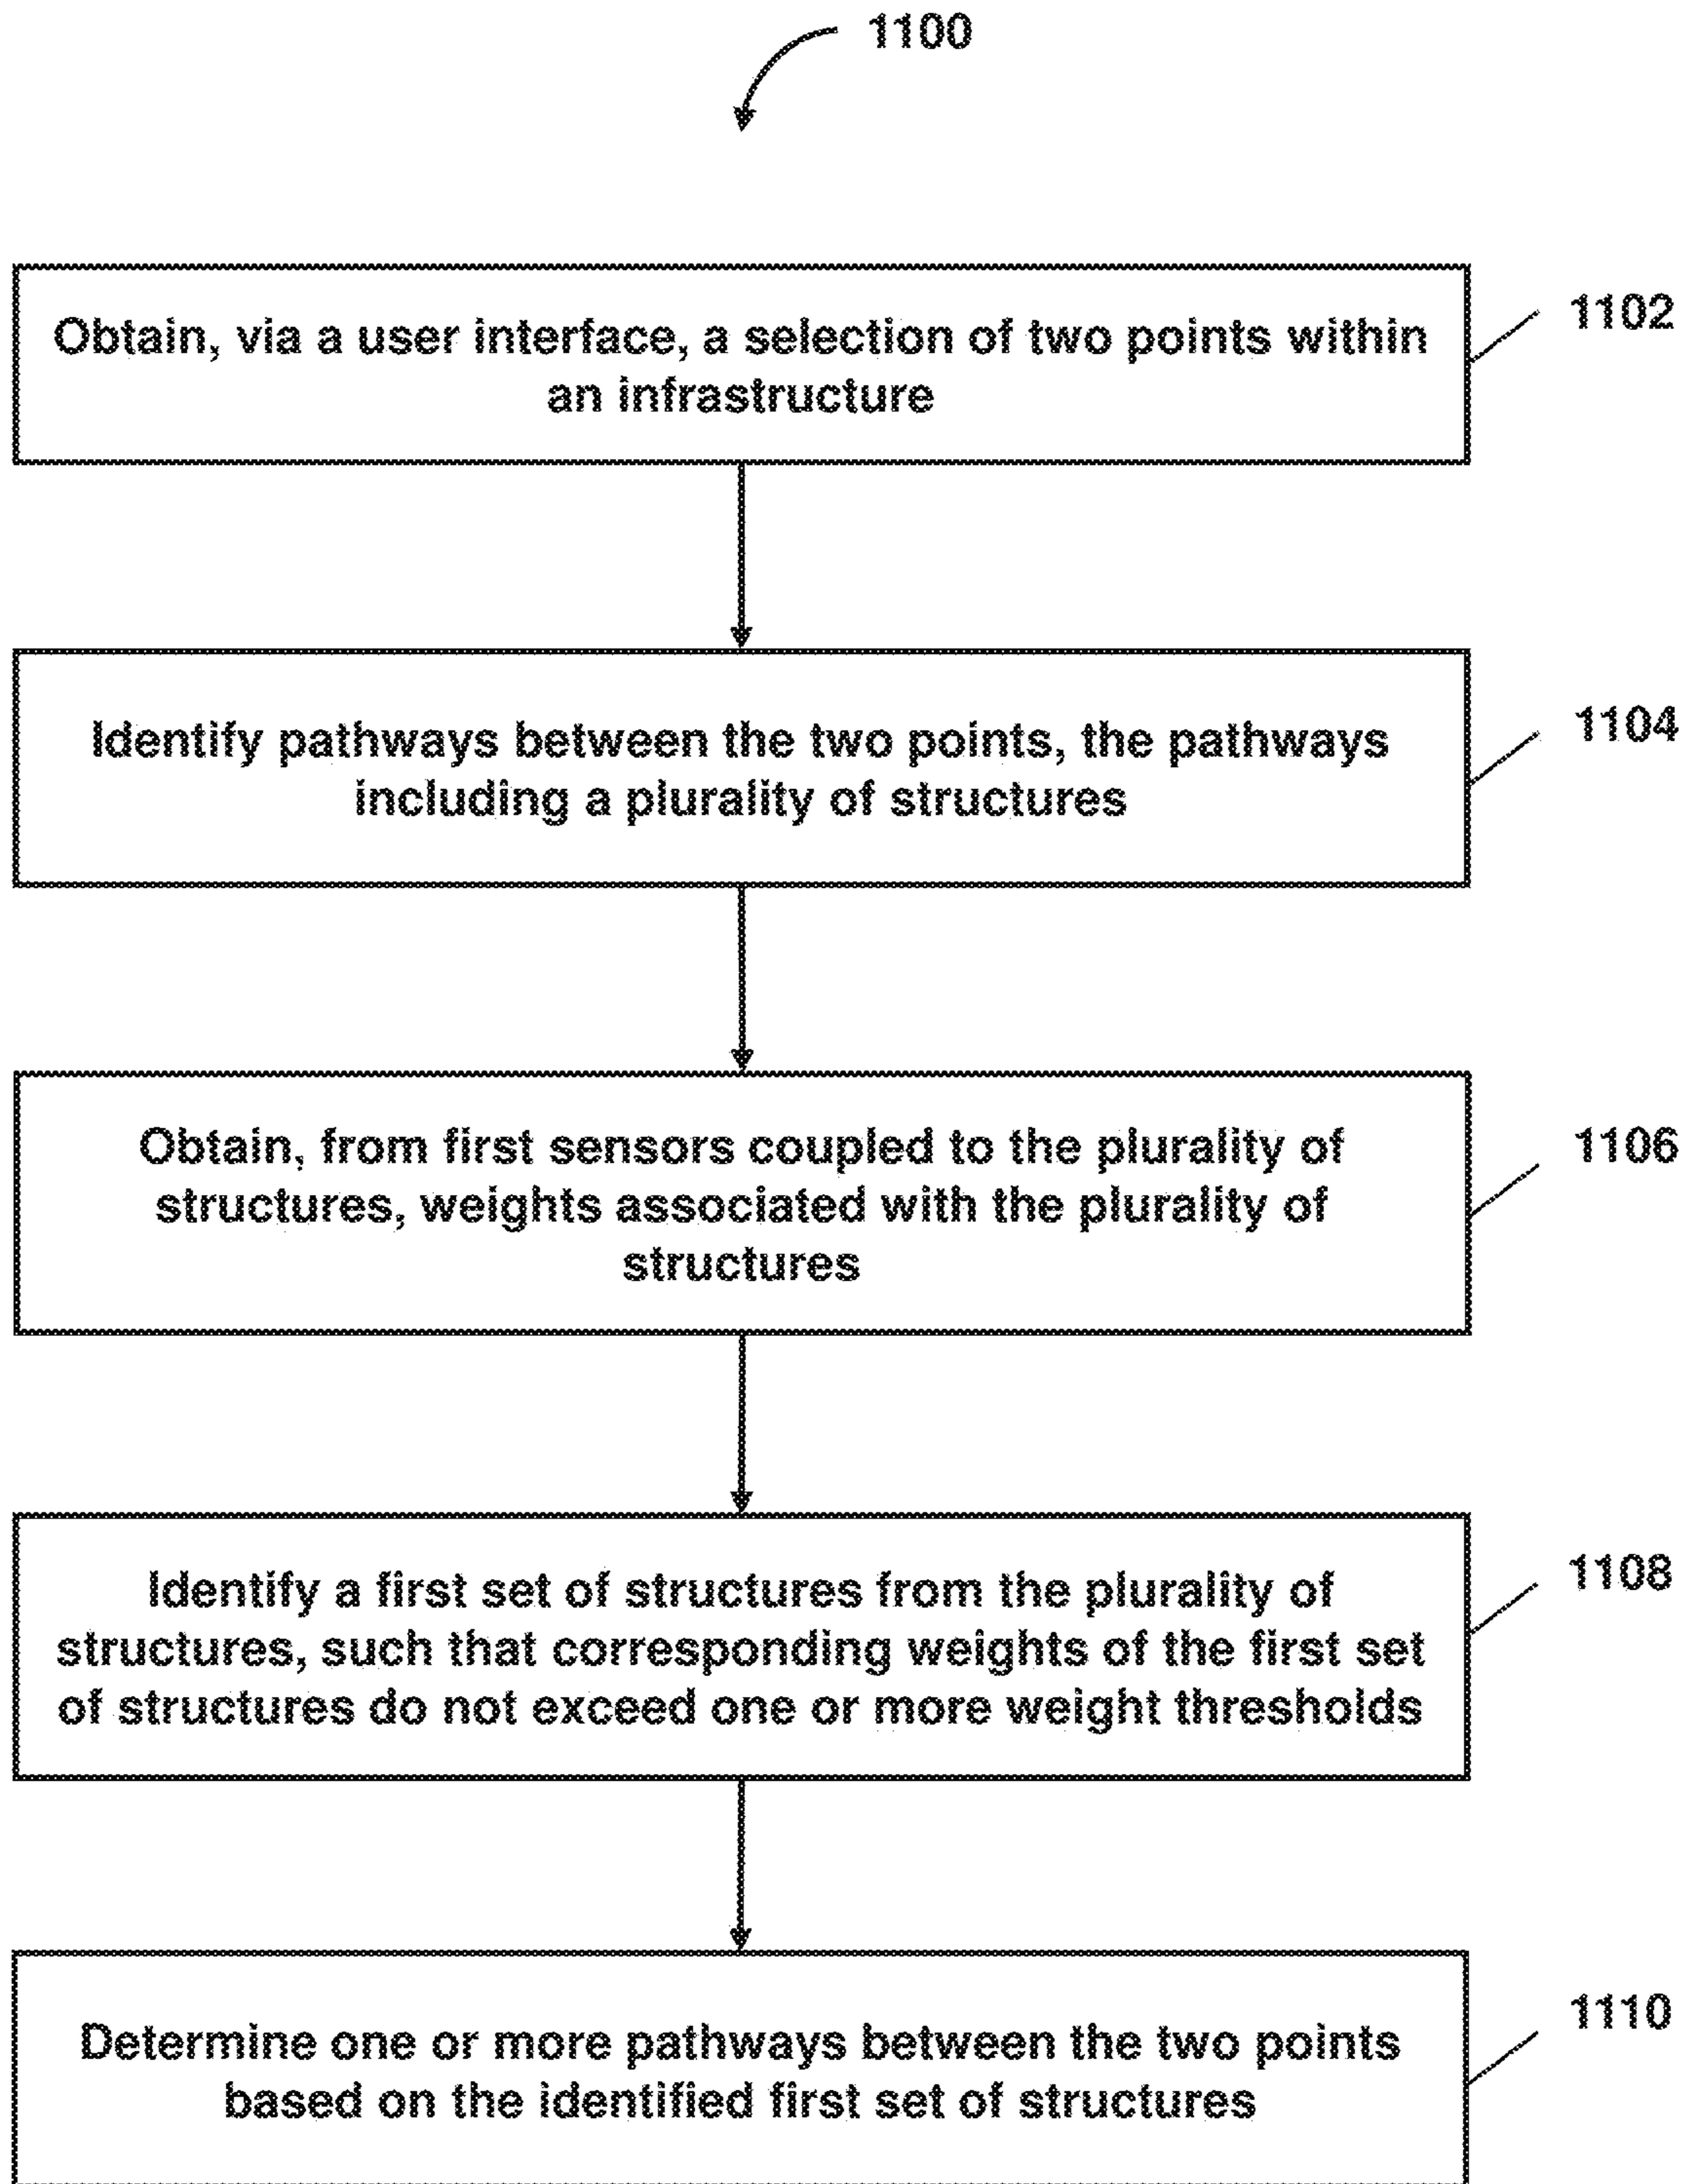 1100
Obtain, via a user interface, a selection of two points within
an infrastructure
1102
Identify pathways between the two points, the pathways
including a plurality of structures
1104
Obtain, from first sensors coupled to the plurality of
structures, weights associated with the plurality of
structures
1106
Identify a first set of structures from the plurality of
structures, such that corresponding weights of the first set
of structures do not exceed one or more weight thresholds
1108
Determine one or more pathways between the two points
based on the identified first set of structures
1110